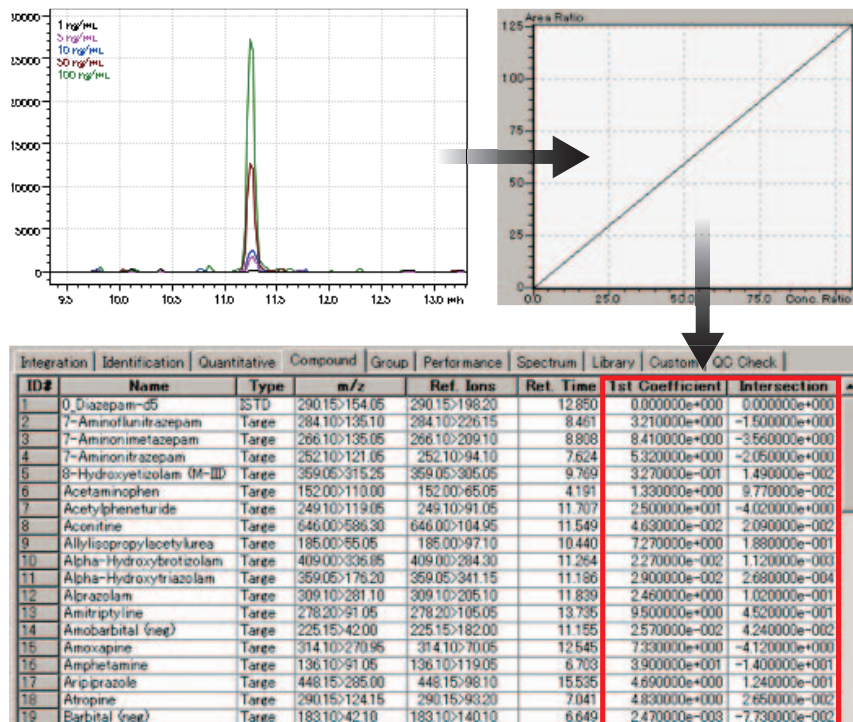 30000
25000
20000
15000
10000
5000
0
1 ng/mL
5 ng/mL
10 ng/mL
50 ng/mL
100 ng/mL
9.5 10.0 10.5 11.0 11.5 12.0 12.5 13.0 min
Area Ratio
125
100
75
50
25
0
0.0 25.0 50.0 75.0 Conc. Ratio
Integration Identification Quantitative Compound Group Performance Spectrum Library Custom QC Check
ID# Name Type m/z Ref. Ions Ret. Time 1st Coefficient Intersection
1 0_Diazepam-d5 ISTD 290.15>154.05 290.15>198.20 12.850 0.000000e+000 0.000000e+000
2 7-Aminoflunitrazepam Targe 284.10>135.10 284.10>226.15 8.461 3.210000e+000 -1.500000e+000
3 7-Aminonimetazepam Targe 266.10>135.05 266.10>209.10 8.808 8.410000e+000 -3.560000e+000
4 7-Aminonitrazepam Targe 252.10>121.05 252.10>94.10 7.624 5.320000e+000 -2.050000e+000
5 8-Hydroxyetizolam (M-III) Targe 359.05>315.25 359.05>305.05 9.769 3.270000e-001 1.490000e-002
6 Acetaminophen Targe 152.00>110.00 152.00>65.05 4.191 1.330000e+000 9.770000e-002
7 Acetylpheneturide Targe 249.10>119.05 249.10>91.05 11.707 2.500000e+001 -4.020000e+000
8 Aconitine Targe 646.00>586.30 646.00>104.95 11.549 4.630000e-002 2.090000e-002
9 Allylisopropylacetylurea Targe 185.00>55.05 185.00>97.10 10.440 7.270000e+000 1.880000e-001
10 Alpha-Hydroxybrotizolam Targe 409.00>336.85 409.00>284.30 11.264 2.270000e-002 1.120000e-003
11 Alpha-Hydroxytriazolam Targe 359.05>176.20 359.05>341.15 11.186 2.900000e-002 2.680000e-004
12 Alprazolam Targe 309.10>281.10 309.10>205.10 11.839 2.460000e+000 1.020000e-001
13 Amitriptyline Targe 278.20>91.05 278.20>105.05 13.735 9.500000e+000 4.520000e-001
14 Amobarbital (neg) Targe 225.15>42.00 225.15>182.00 11.155 2.570000e-002 4.240000e-002
15 Amoxapine Targe 314.10>270.95 314.10>70.05 12.545 7.330000e+000 -4.120000e+000
16 Amphetamine Targe 136.10>91.05 136.10>119.05 6.703 3.900000e+001 -1.400000e+001
17 Aripiprazole Targe 448.15>285.00 448.15>98.10 15.535 4.690000e+000 1.240000e-001
18 Atropine Targe 290.15>124.15 290.15>93.20 7.041 4.830000e+000 2.650000e-002
19 Barbital (neg) Targe 183.10>42.10 183.10>140.10 6.649 2.470000e-003 -7.730000e-002